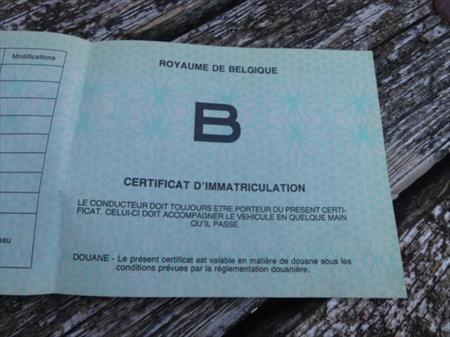 Modifications
ROYAUME DE BELGIQUE
B
CERTIFICAT D'IMMATRICULATION
LE CONDUCTEUR DOIT TOUJOURS ETRE PORTEUR DU PRESENT CERTI-
FICAT. CELUI-CI DOIT ACCOMPAGNER LE VEHICULE EN QUELQUE MAIN
QU'IL PASSE.
DOUANE - Le présent certificat est valable en matière de douane sous les
conditions prévues par la réglementation douanière.
eau